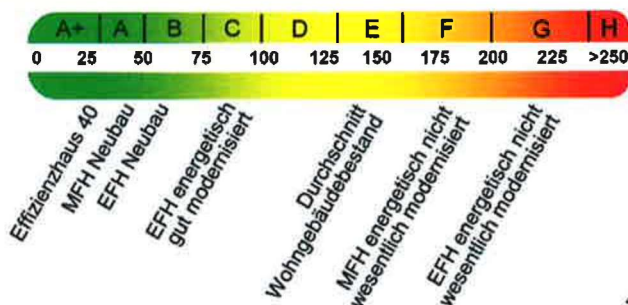 A+ A B C D E F G H
0 25 50 75 100 125 150 175 200 225 >250
Effizienzhaus 40
MFH Neubau
EFH Neubau
EFH energetisch
gut modernisiert
Durchschnitt
Wohngebäudebestand
MFH energetisch nicht
wesentlich modernisiert
EFH energetisch nicht
wesentlich modernisiert